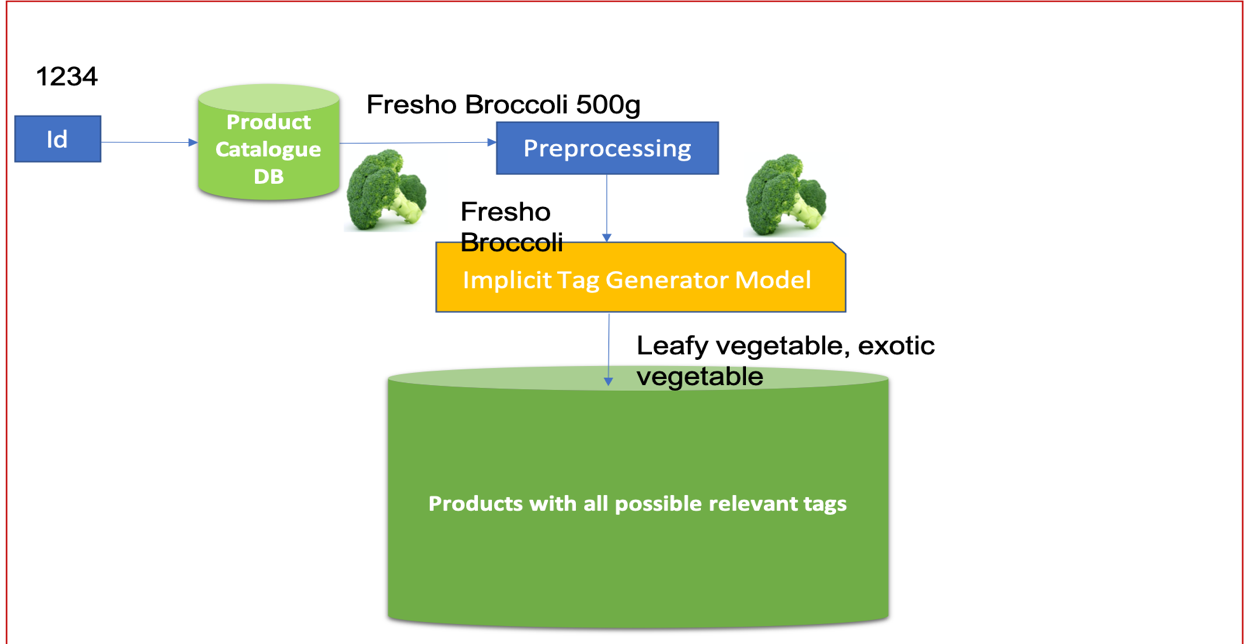 1234
Id
Product
Catalogue
DB
Fresho Broccoli 500g
Preprocessing
Fresho
Broccoli
Implicit Tag Generator Model
Leafy vegetable, exotic
vegetable
Products with all possible relevant tags